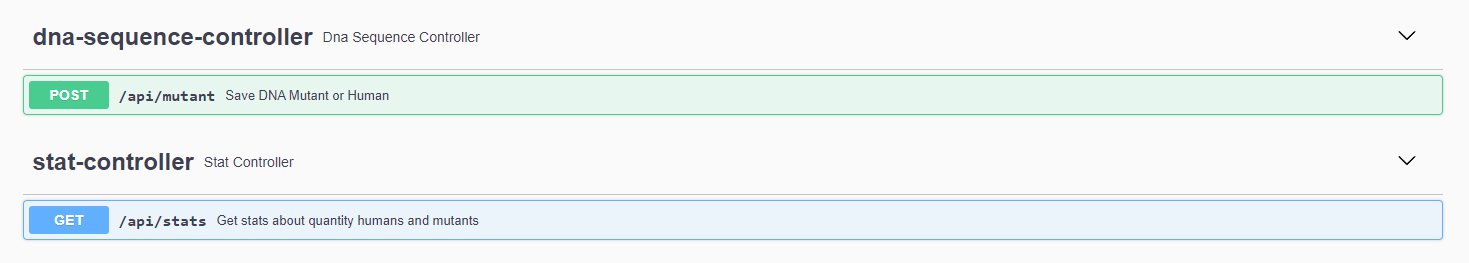 dna-sequence-controller Dna Sequence Controller
POST /api/mutant Save DNA Mutant or Human
stat-controller Stat Controller
GET /api/stats Get stats about quantity humans and mutants